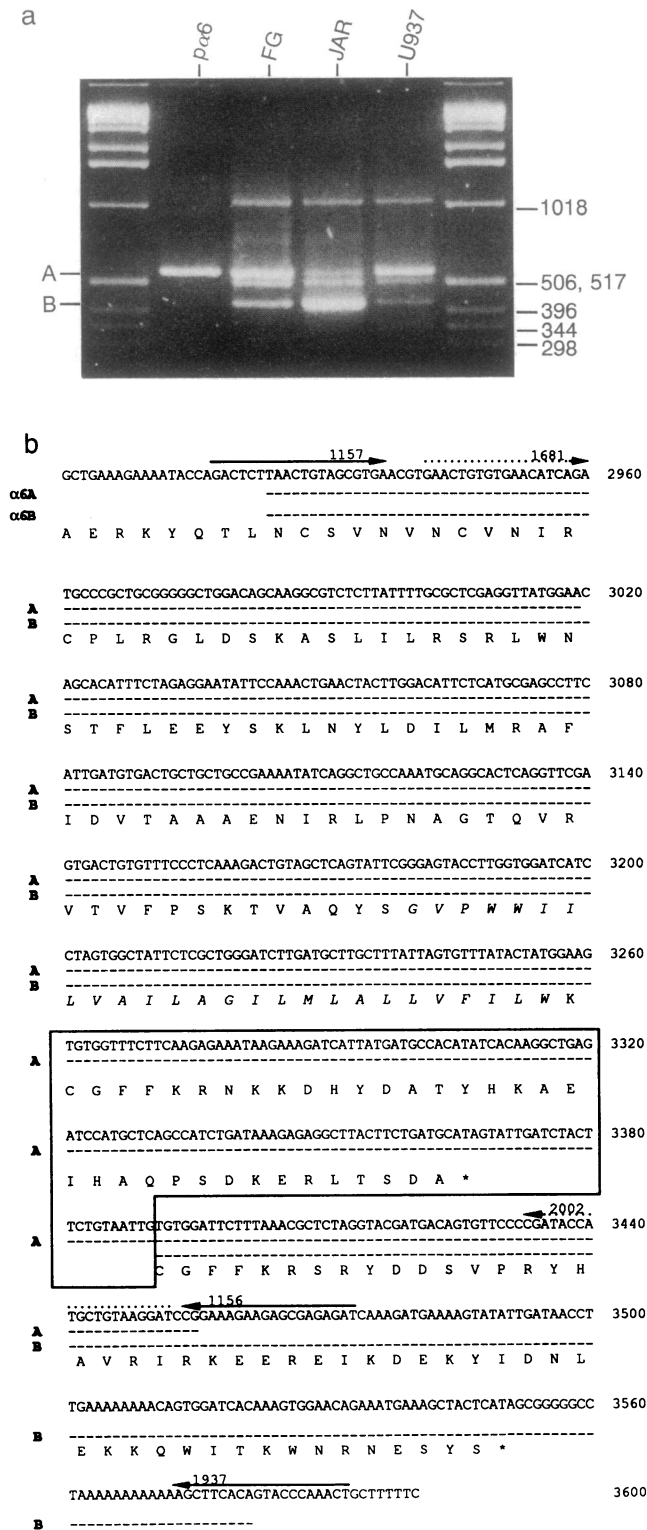 a
pα6 FG JAR U937
1018
A
506, 517
B
396
344
298
b
1157 1681
GCTGAAAGAAAATACCAGACTCTTAACTGTAGCGTGAACGTGAACTGTGTGAACATCAGA 2960
α6A ------------------------------------
α6B ------------------------------------
A E R K Y Q T L N C S V N V N C V N I R
TGCCCGCTGCGGGGGCTGGACAGCAAGGCGTCTCTTATTTTGCGCTCGAGGTTATGGAAC 3020
A ------------------------------------------------------------
B ------------------------------------------------------------
C P L R G L D S K A S L I L R S R L W N
AGCACATTTCTAGAGGAATATTCCAAACTGAACTACTTGGACATTCTCATGCGAGCCTTC 3080
A ------------------------------------------------------------
B ------------------------------------------------------------
S T F L E E Y S K L N Y L D I L M R A F
ATTGATGTGACTGCTGCTGCCGAAAATATCAGGCTGCCAAATGCAGGCACTCAGGTTCGA 3140
A ------------------------------------------------------------
B ------------------------------------------------------------
I D V T A A A E N I R L P N A G T Q V R
GTGACTGTGTTTCCCTCAAAGACTGTAGCTCAGTATTCGGGAGTACCTTGGTGGATCATC 3200
A ------------------------------------------------------------
B ------------------------------------------------------------
V T V F P S K T V A Q Y S G V P W W I I
CTAGTGGCTATTCTCGCTGGGATCTTGATGCTTGCTTTATTAGTGTTTATACTATGGAAG 3260
A ------------------------------------------------------------
B ------------------------------------------------------------
L V A I L A G I L M L A L L V F I L W K
TGTGGTTTCTTCAAGAGAAATAAGAAAGATCATTATGATGCCACATATCACAAGGCTGAG 3320
A ------------------------------------------------------------
C G F F K R N K K D H Y D A T Y H K A E
ATCCATGCTCAGCCATCTGATAAAGAGAGGCTTACTTCTGATGCATAGTATTGATCTACT 3380
A ------------------------------------------------------------
I H A Q P S D K E R L T S D A *
2002
TCTGTAATTGTGTGGATTCTTTAAACGCTCTAGGTACGATGACAGTGTTCCCCGATACCA 3440
A ------------------------------------------------------------
--------------------------------------------------
C G F F K R S R Y D D S V P R Y H
1156
TGCTGTAAGGATCCGGAAAGAAGAGCGAGAGATCAAAGATGAAAAGTATATTGATAACCT 3500
A ---------------
B ------------------------------------------------------------
A V R I R K E E R E I K D E K Y I D N L
TGAAAAAAAACAGTGGATCACAAAGTGGAACAGAAATGAAAGCTACTCATAGCGGGGGCC 3560
B ------------------------------------------------------------
E K K Q W I T K W N R N E S Y S *
1937
TAAAAAAAAAAAAAGCTTCACAGTACCCAAACTGCTTTTTC 3600
B ---------------------